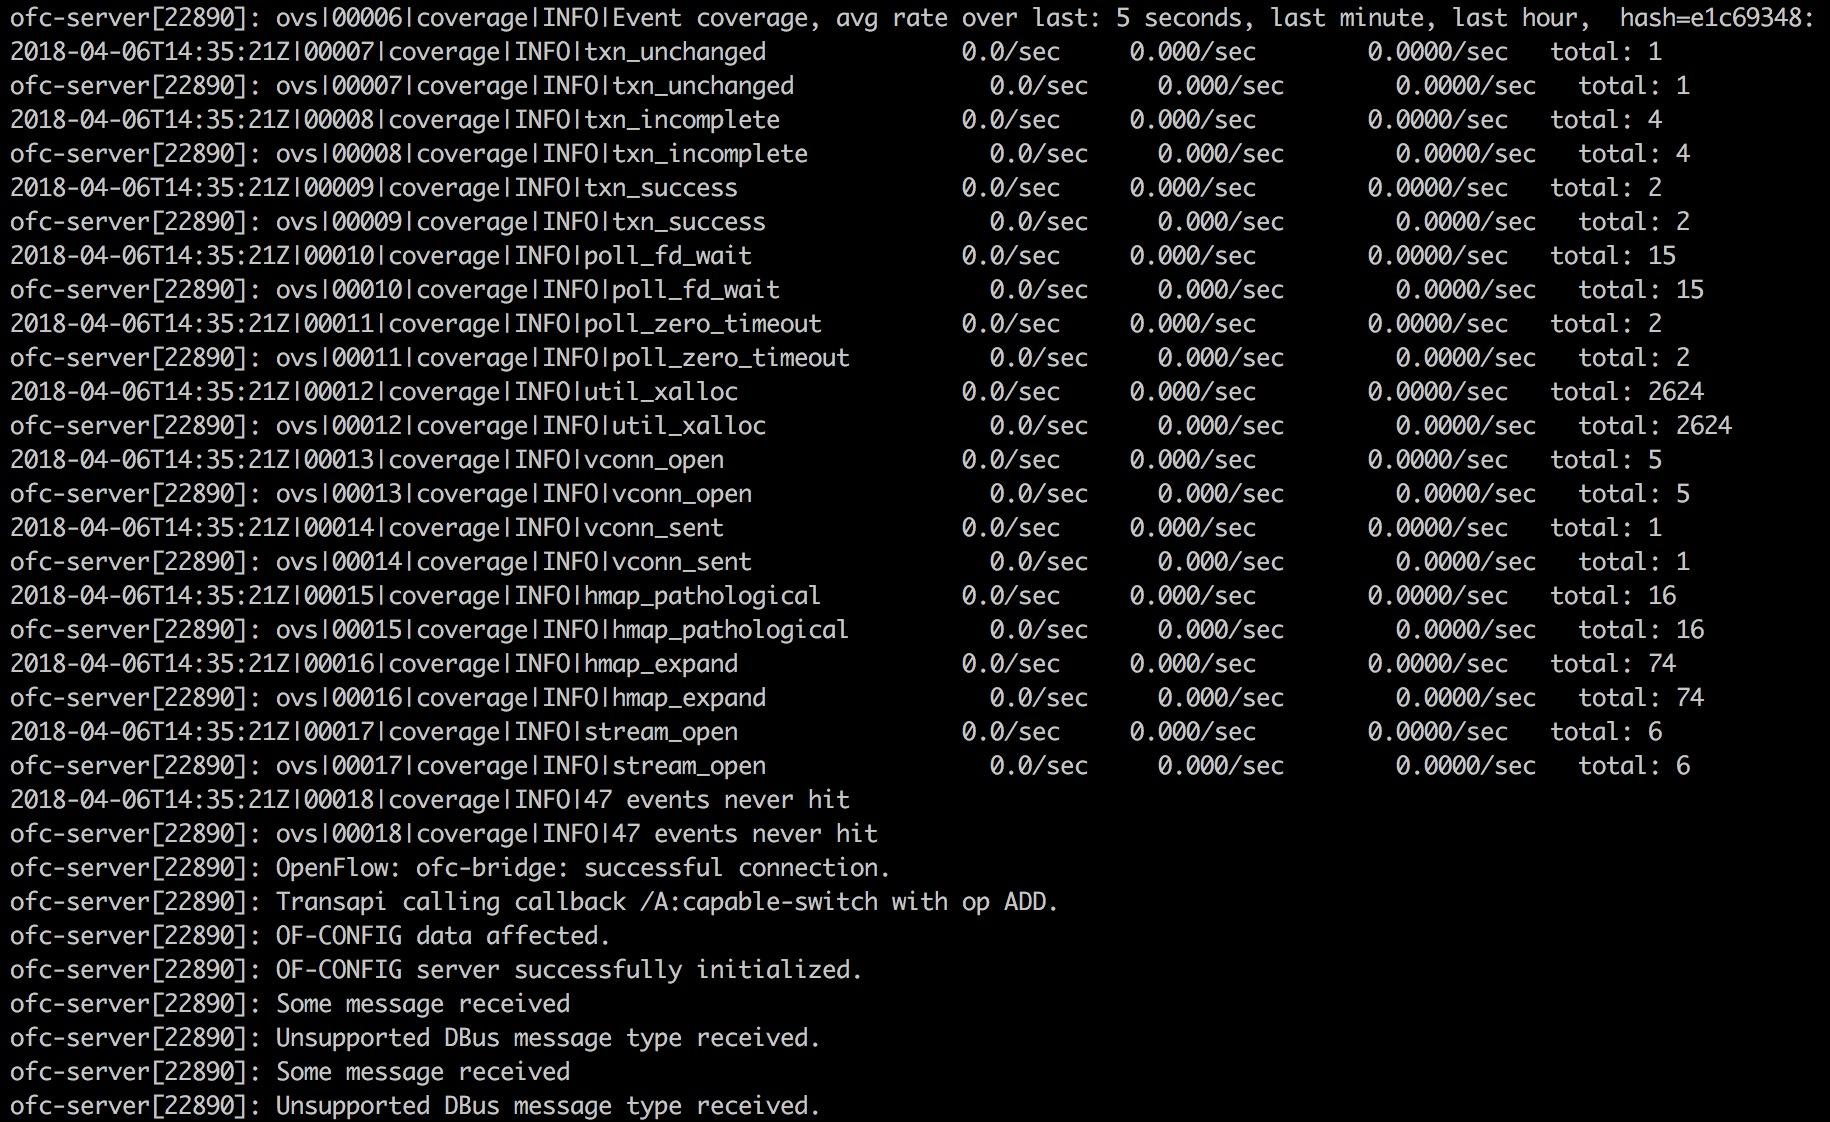 ofc-server[22890]: ovs|00006|coverage|INFO|Event coverage, avg rate over last: 5 seconds, last minute, last hour,  hash=e1c69348:
2018-04-06T14:35:21Z|00007|coverage|INFO|txn_unchanged              0.0/sec     0.000/sec        0.0000/sec   total: 1
ofc-server[22890]: ovs|00007|coverage|INFO|txn_unchanged              0.0/sec     0.000/sec        0.0000/sec   total: 1
2018-04-06T14:35:21Z|00008|coverage|INFO|txn_incomplete             0.0/sec     0.000/sec        0.0000/sec   total: 4
ofc-server[22890]: ovs|00008|coverage|INFO|txn_incomplete             0.0/sec     0.000/sec        0.0000/sec   total: 4
2018-04-06T14:35:21Z|00009|coverage|INFO|txn_success                0.0/sec     0.000/sec        0.0000/sec   total: 2
ofc-server[22890]: ovs|00009|coverage|INFO|txn_success                0.0/sec     0.000/sec        0.0000/sec   total: 2
2018-04-06T14:35:21Z|00010|coverage|INFO|poll_fd_wait               0.0/sec     0.000/sec        0.0000/sec   total: 15
ofc-server[22890]: ovs|00010|coverage|INFO|poll_fd_wait               0.0/sec     0.000/sec        0.0000/sec   total: 15
2018-04-06T14:35:21Z|00011|coverage|INFO|poll_zero_timeout          0.0/sec     0.000/sec        0.0000/sec   total: 2
ofc-server[22890]: ovs|00011|coverage|INFO|poll_zero_timeout          0.0/sec     0.000/sec        0.0000/sec   total: 2
2018-04-06T14:35:21Z|00012|coverage|INFO|util_xalloc                0.0/sec     0.000/sec        0.0000/sec   total: 2624
ofc-server[22890]: ovs|00012|coverage|INFO|util_xalloc                0.0/sec     0.000/sec        0.0000/sec   total: 2624
2018-04-06T14:35:21Z|00013|coverage|INFO|vconn_open                 0.0/sec     0.000/sec        0.0000/sec   total: 5
ofc-server[22890]: ovs|00013|coverage|INFO|vconn_open                 0.0/sec     0.000/sec        0.0000/sec   total: 5
2018-04-06T14:35:21Z|00014|coverage|INFO|vconn_sent                 0.0/sec     0.000/sec        0.0000/sec   total: 1
ofc-server[22890]: ovs|00014|coverage|INFO|vconn_sent                 0.0/sec     0.000/sec        0.0000/sec   total: 1
2018-04-06T14:35:21Z|00015|coverage|INFO|hmap_pathological          0.0/sec     0.000/sec        0.0000/sec   total: 16
ofc-server[22890]: ovs|00015|coverage|INFO|hmap_pathological          0.0/sec     0.000/sec        0.0000/sec   total: 16
2018-04-06T14:35:21Z|00016|coverage|INFO|hmap_expand                0.0/sec     0.000/sec        0.0000/sec   total: 74
ofc-server[22890]: ovs|00016|coverage|INFO|hmap_expand                0.0/sec     0.000/sec        0.0000/sec   total: 74
2018-04-06T14:35:21Z|00017|coverage|INFO|stream_open                0.0/sec     0.000/sec        0.0000/sec   total: 6
ofc-server[22890]: ovs|00017|coverage|INFO|stream_open                0.0/sec     0.000/sec        0.0000/sec   total: 6
2018-04-06T14:35:21Z|00018|coverage|INFO|47 events never hit
ofc-server[22890]: ovs|00018|coverage|INFO|47 events never hit
ofc-server[22890]: OpenFlow: ofc-bridge: successful connection.
ofc-server[22890]: Transapi calling callback /A:capable-switch with op ADD.
ofc-server[22890]: OF-CONFIG data affected.
ofc-server[22890]: OF-CONFIG server successfully initialized.
ofc-server[22890]: Some message received
ofc-server[22890]: Unsupported DBus message type received.
ofc-server[22890]: Some message received
ofc-server[22890]: Unsupported DBus message type received.